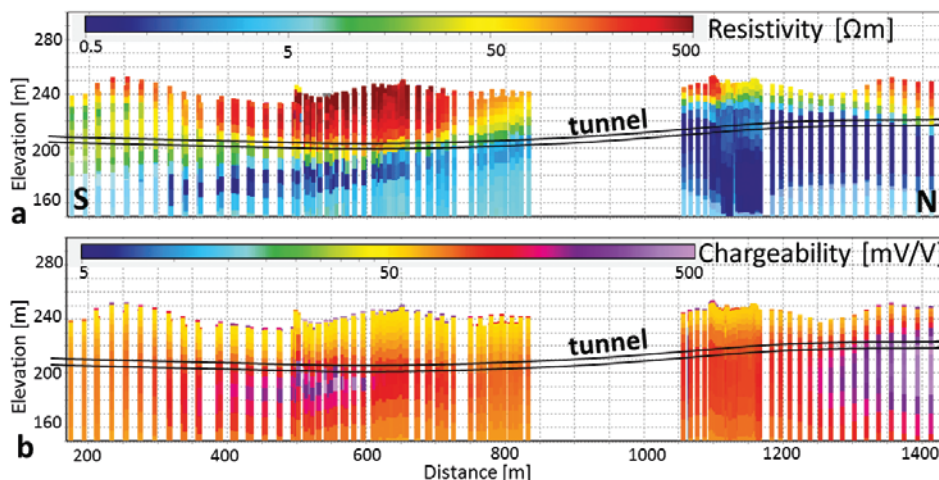 280
Resistivity [Ωm]
0.5 5 50 500
Elevation [m]
240
tunnel
200
160
S N
a
280
Chargeability [mV/V]
5 50 500
Elevation [m]
240
tunnel
200
160
b
200 400 600 800 1000 1200 1400
Distance [m]